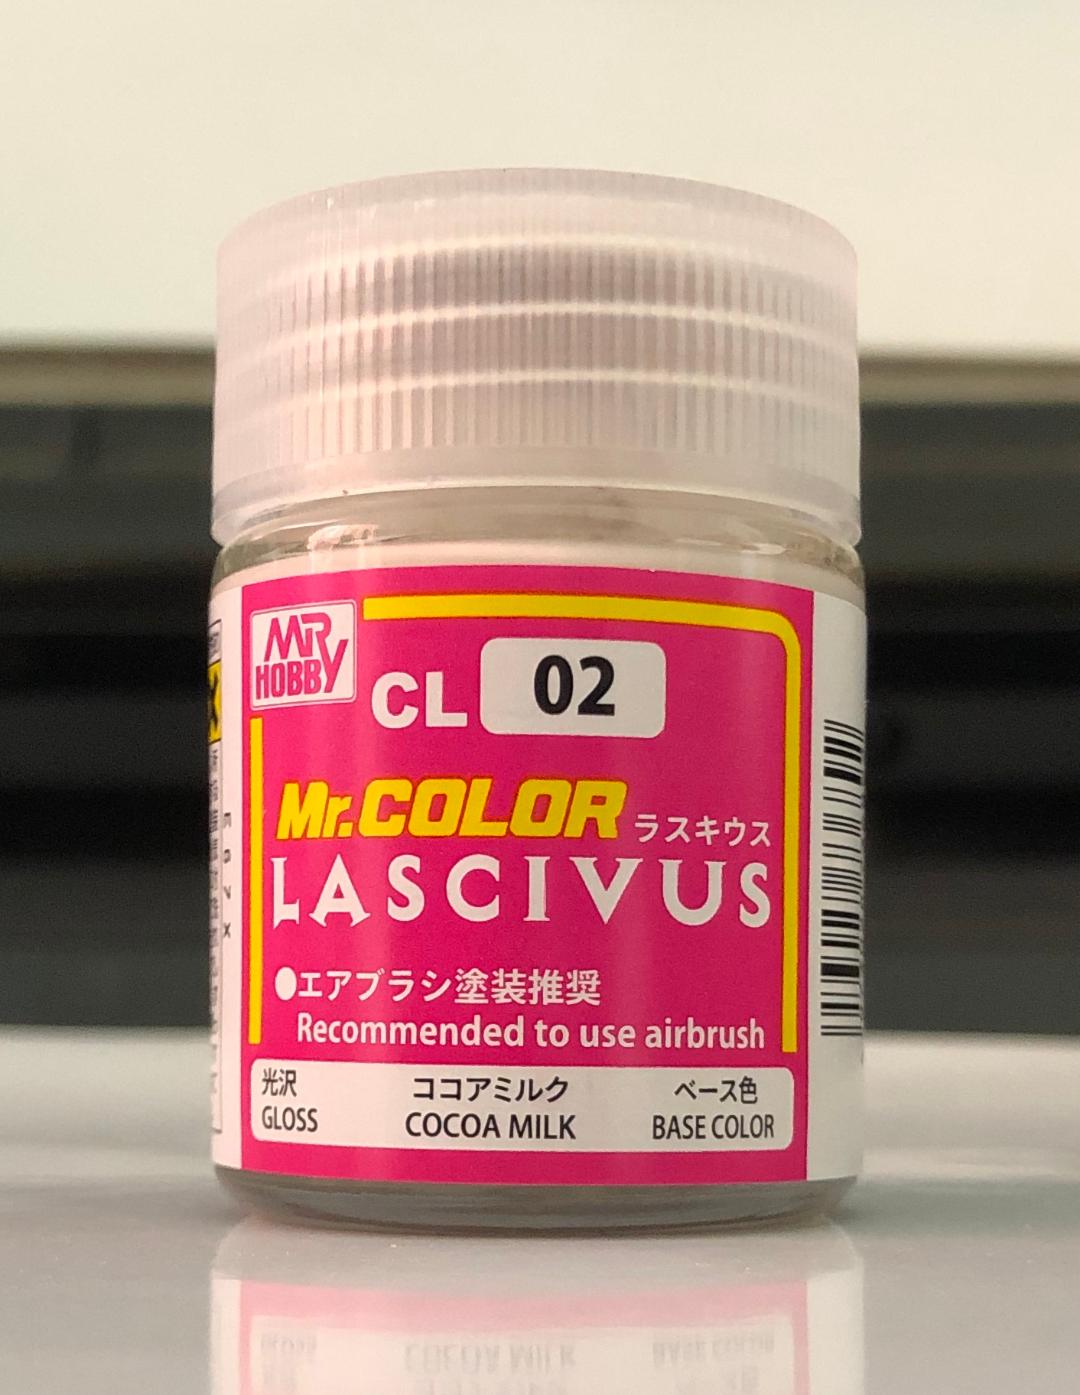 MR HOBBY
CL 02
Mr.COLOR ラスキウス
LASCIVUS
●エアブラシ塗装推奨
Recommended to use airbrush
光沢 ココアミルク ベース色
GLOSS COCOA MILK BASE COLOR